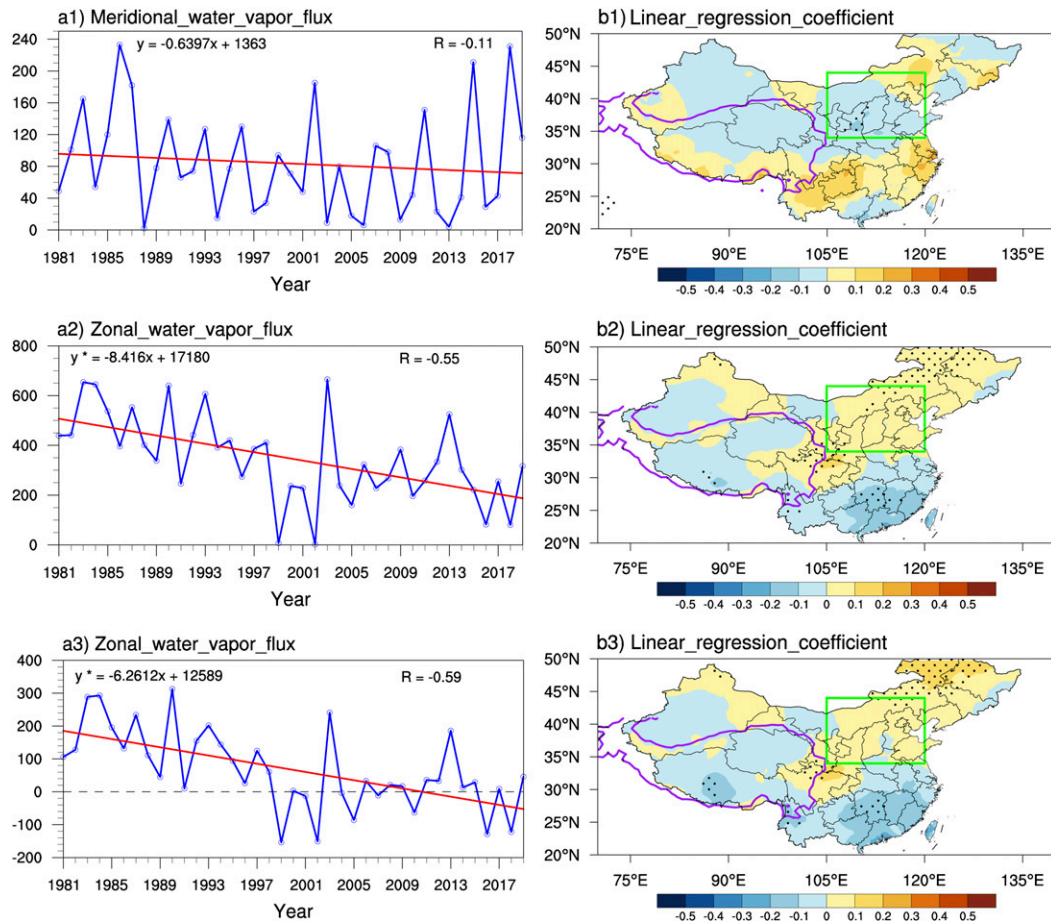 a1) Meridional_water_vapor_flux
y = -0.6397x + 1363
R = -0.11
240
200
160
120
80
40
0
1981 1985 1989 1993 1997 2001 2005 2009 2013 2017
Year
b1) Linear_regression_coefficient
50°N
45°N
40°N
35°N
30°N
25°N
20°N
75°E 90°E 105°E 120°E 135°E
-0.5 -0.4 -0.3 -0.2 -0.1 0 0.1 0.2 0.3 0.4 0.5
a2) Zonal_water_vapor_flux
y * = -8.416x + 17180
R = -0.55
800
600
400
200
0
1981 1985 1989 1993 1997 2001 2005 2009 2013 2017
Year
b2) Linear_regression_coefficient
50°N
45°N
40°N
35°N
30°N
25°N
20°N
75°E 90°E 105°E 120°E 135°E
-0.5 -0.4 -0.3 -0.2 -0.1 0 0.1 0.2 0.3 0.4 0.5
a3) Zonal_water_vapor_flux
y * = -6.2612x + 12589
R = -0.59
400
300
200
100
0
-100
-200
1981 1985 1989 1993 1997 2001 2005 2009 2013 2017
Year
b3) Linear_regression_coefficient
50°N
45°N
40°N
35°N
30°N
25°N
20°N
75°E 90°E 105°E 120°E 135°E
-0.5 -0.4 -0.3 -0.2 -0.1 0 0.1 0.2 0.3 0.4 0.5